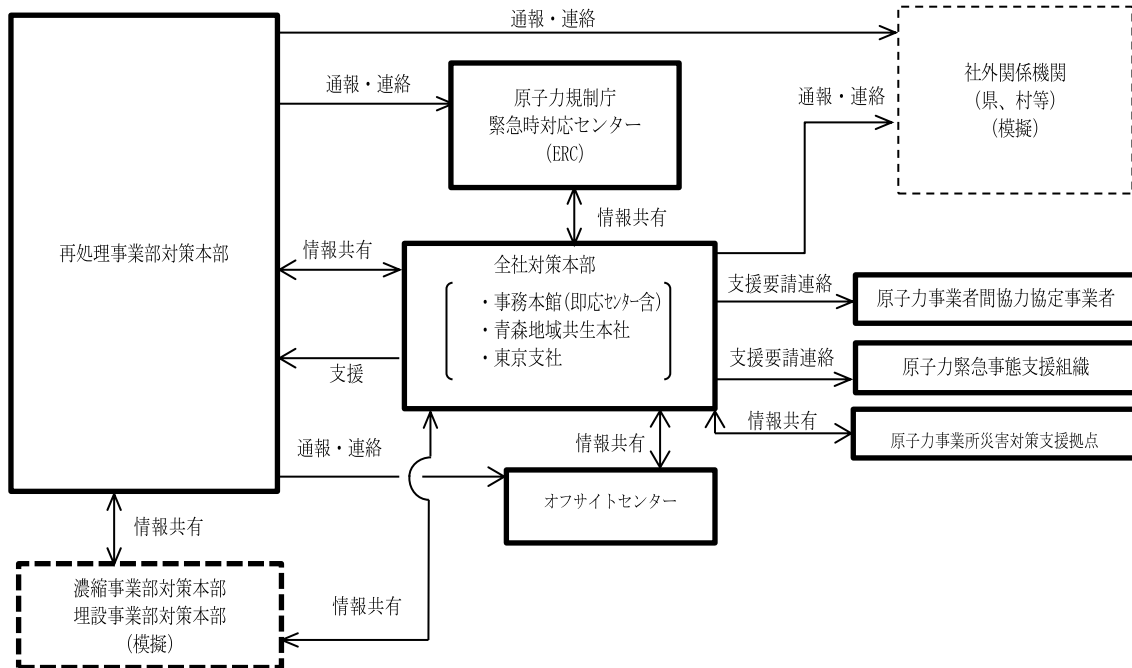 通報・連絡
社外関係機関
(県、村等)
(模擬)
通報・連絡
原子力規制庁
緊急時対応センター
(ERC)
通報・連絡
情報共有
再処理事業部対策本部
情報共有
全社対策本部
・事務本館(即応センター含)
・青森地域共生本社
・東京支社
支援要請連絡
原子力事業者間協力協定事業者
支援
支援要請連絡
原子力緊急事態支援組織
情報共有
原子力事業所災害対策支援拠点
通報・連絡
情報共有
オフサイトセンター
情報共有
濃縮事業部対策本部
埋設事業部対策本部
(模擬)
情報共有